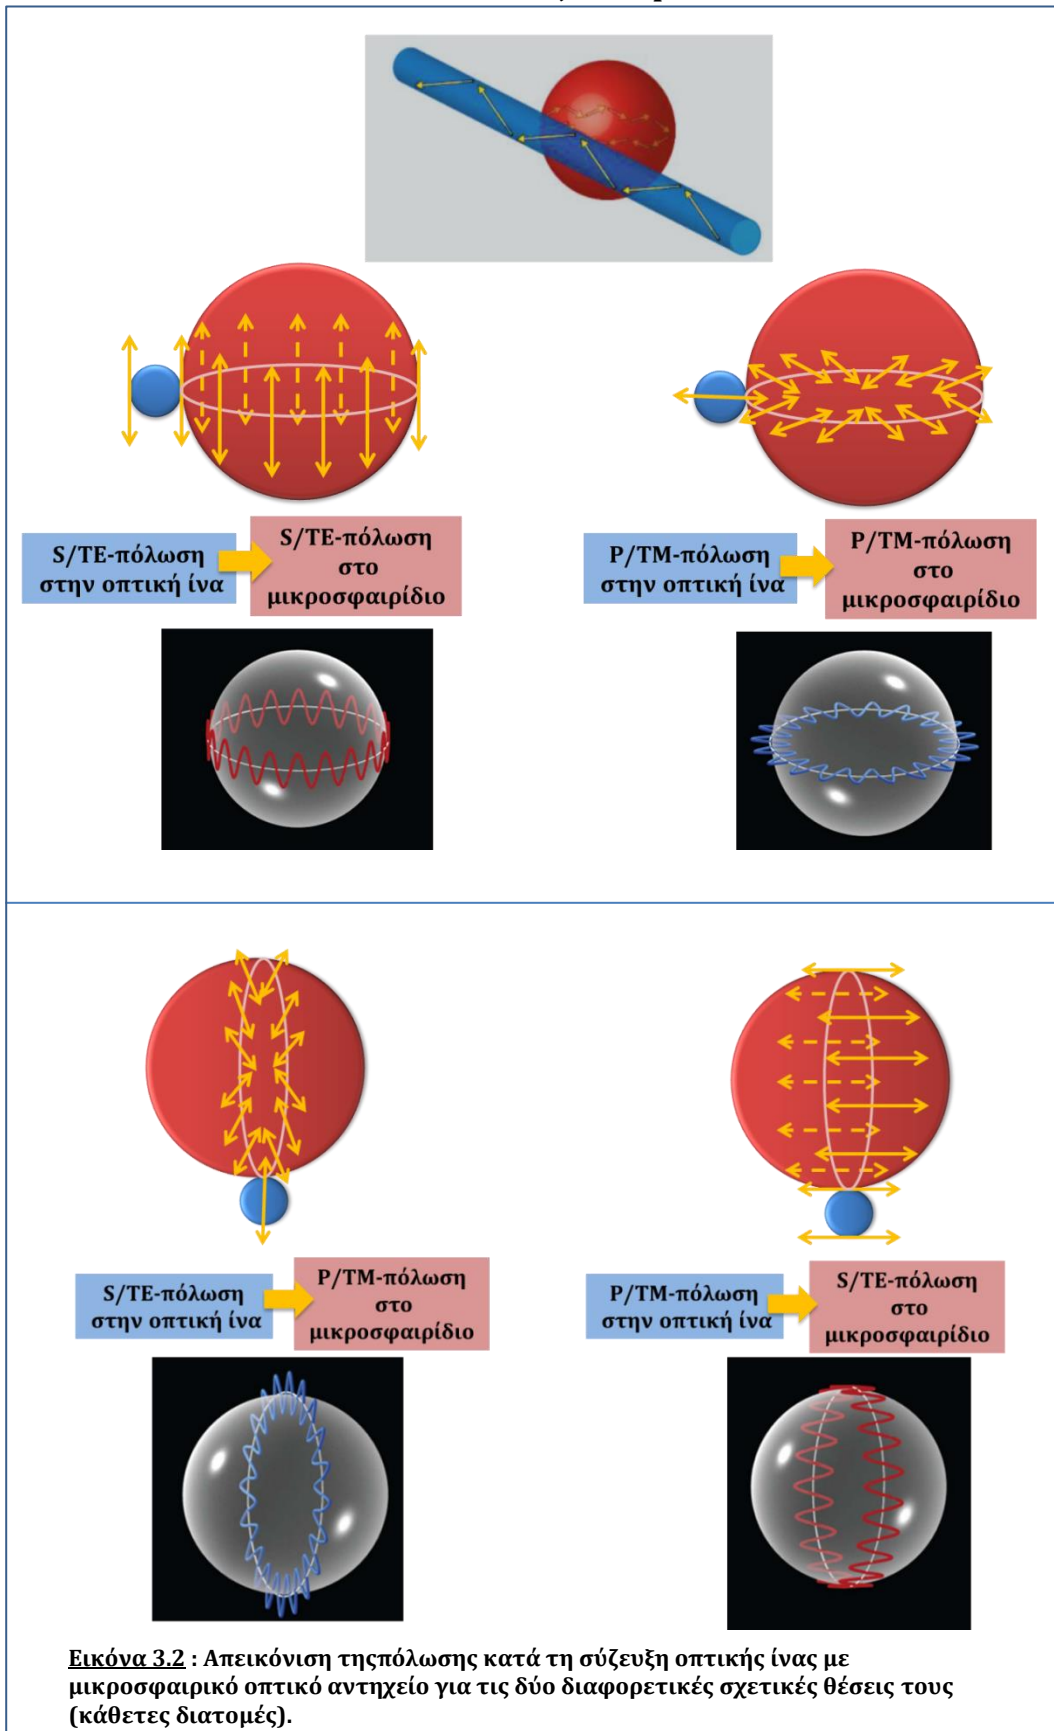 S/TE-πόλωση
στην οπτική ίνα
S/TE-πόλωση
στο
μικροσφαιρίδιο
P/TM-πόλωση
στην οπτική ίνα
P/TM-πόλωση
στο
μικροσφαιρίδιο
S/TE-πόλωση
στην οπτική ίνα
P/TM-πόλωση
στο
μικροσφαιρίδιο
P/TM-πόλωση
στην οπτική ίνα
S/TE-πόλωση
στο
μικροσφαιρίδιο
Εικόνα 3.2 : Απεικόνιση τηςπόλωσης κατά τη σύζευξη οπτικής ίνας με
μικροσφαιρικό οπτικό αντηχείο για τις δύο διαφορετικές σχετικές θέσεις τους
(κάθετες διατομές).